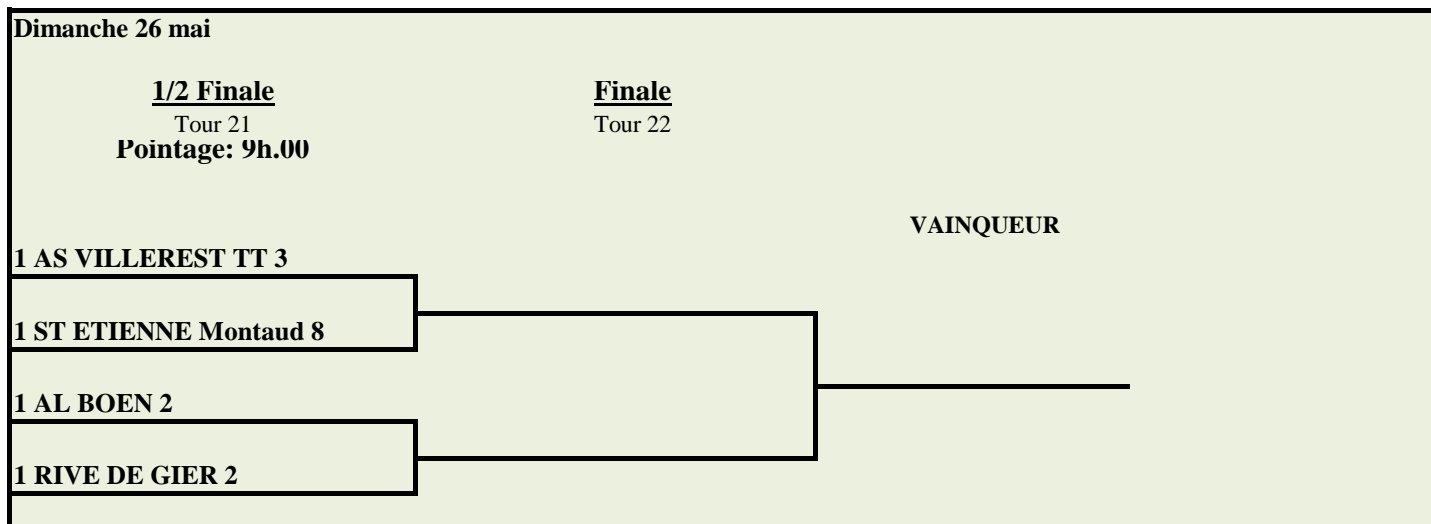 Dimanche 26 mai
1/2 Finale
Finale
Tour 21
Tour 22
Pointage: 9h.00
VAINQUEUR
1 AS VILLEREST TT 3
1 ST ETIENNE Montaud 8
1 AL BOEN 2
1 RIVE DE GIER 2